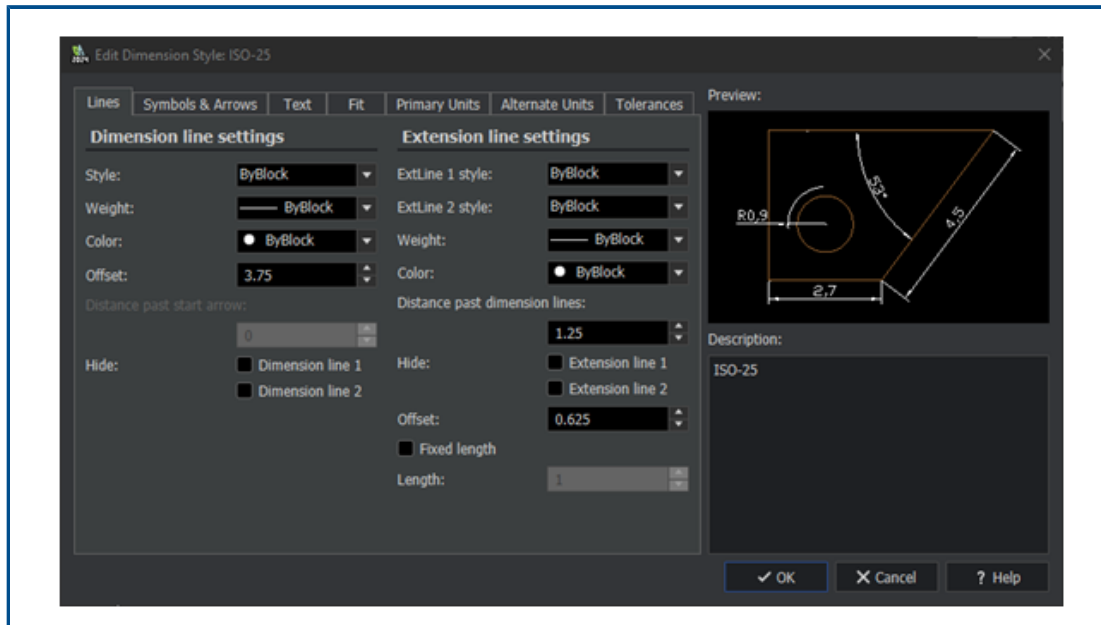 Edit Dimension Style: ISO-25
Lines Symbols & Arrows Text Fit Primary Units Alternate Units Tolerances
Dimension line settings
Style: ByBlock
Weight: ByBlock
Color: ByBlock
Offset: 3.75
Distance past start arrow:
0
Hide: Dimension line 1
Dimension line 2
Extension line settings
ExtLine 1 style: ByBlock
ExtLine 2 style: ByBlock
Weight: ByBlock
Color: ByBlock
Distance past dimension lines:
1.25
Hide: Extension line 1
Extension line 2
Offset: 0.625
Fixed length
Length: 1
Preview:
53°
R0,9
4,5
2,7
Description:
ISO-25
OK Cancel ? Help